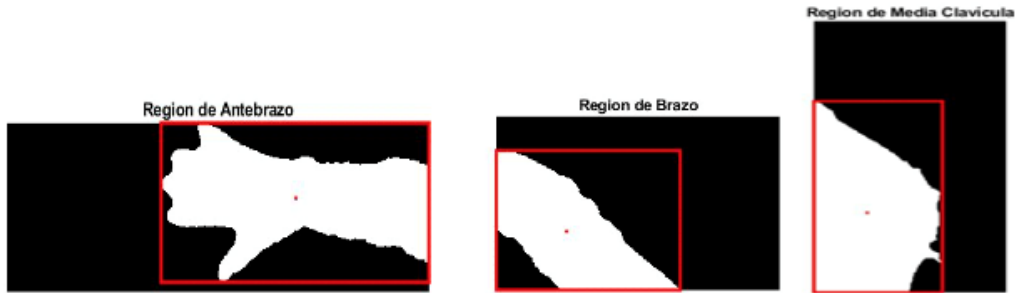 Region de Media Clavicula
Region de Antebrazo
Region de Brazo